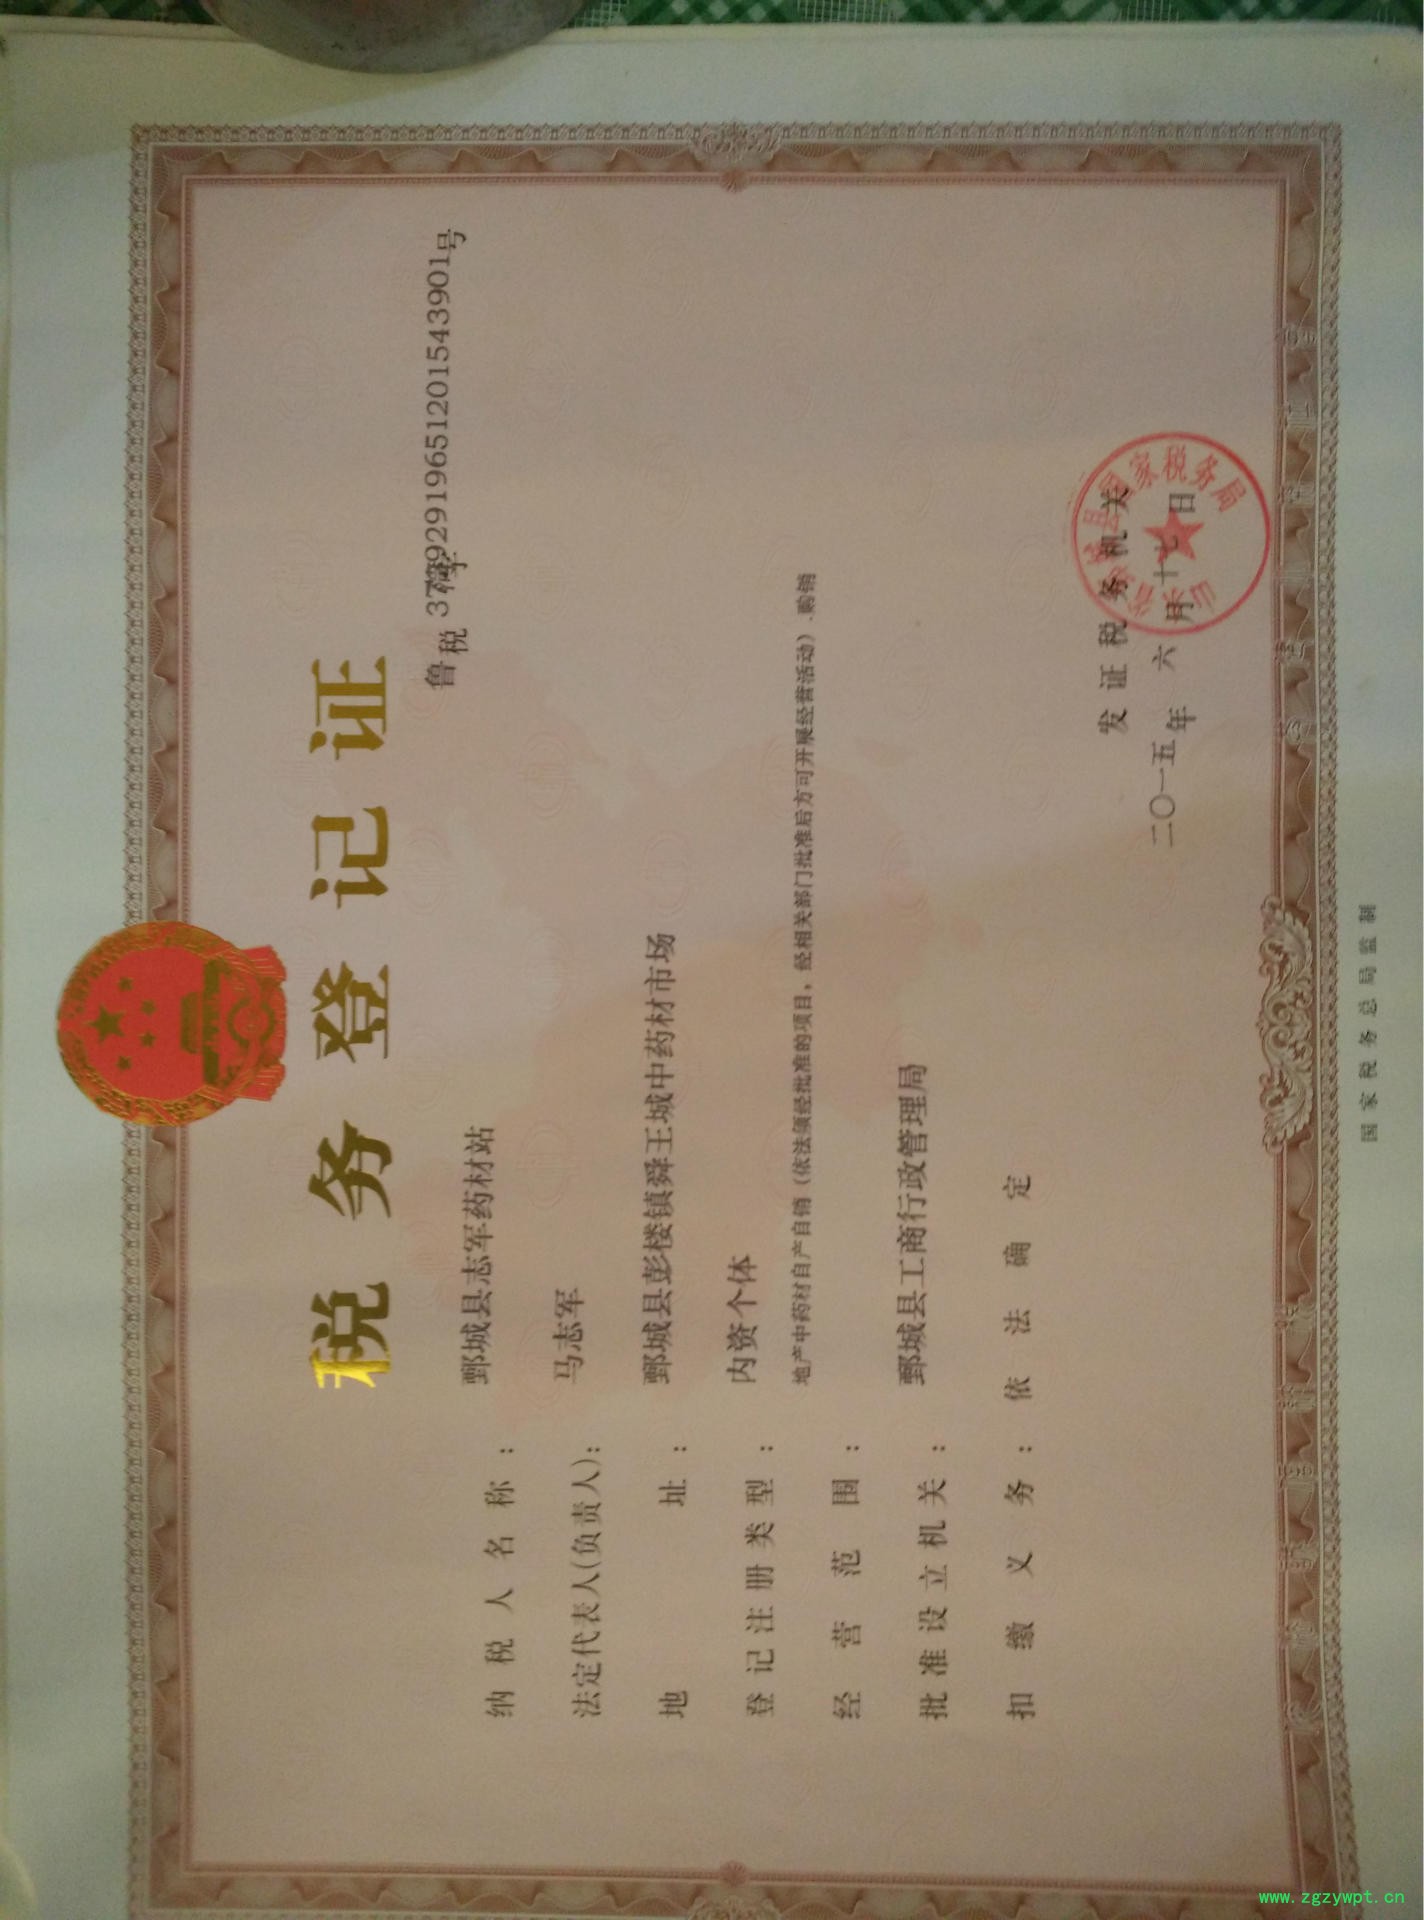 税务登记证
鲁税字37292919651201543901号
纳税人名称: 鄄城县志军药材站
法定代表人(负责人): 马志军
地址: 鄄城县彭楼镇舜王城中药材市场
登记注册类型: 内资个体
经营范围: 地产中药材自产自销（依法须经批准的项目，经相关部门批准后方可开展经营活动）.购销
批准设立机关: 鄄城县工商行政管理局
扣缴义务: 依法确定
发证税务机关
二〇一五年六月十七日
山东省鄄城县国家税务局
国家税务总局监制
www.zgzywpt.cn